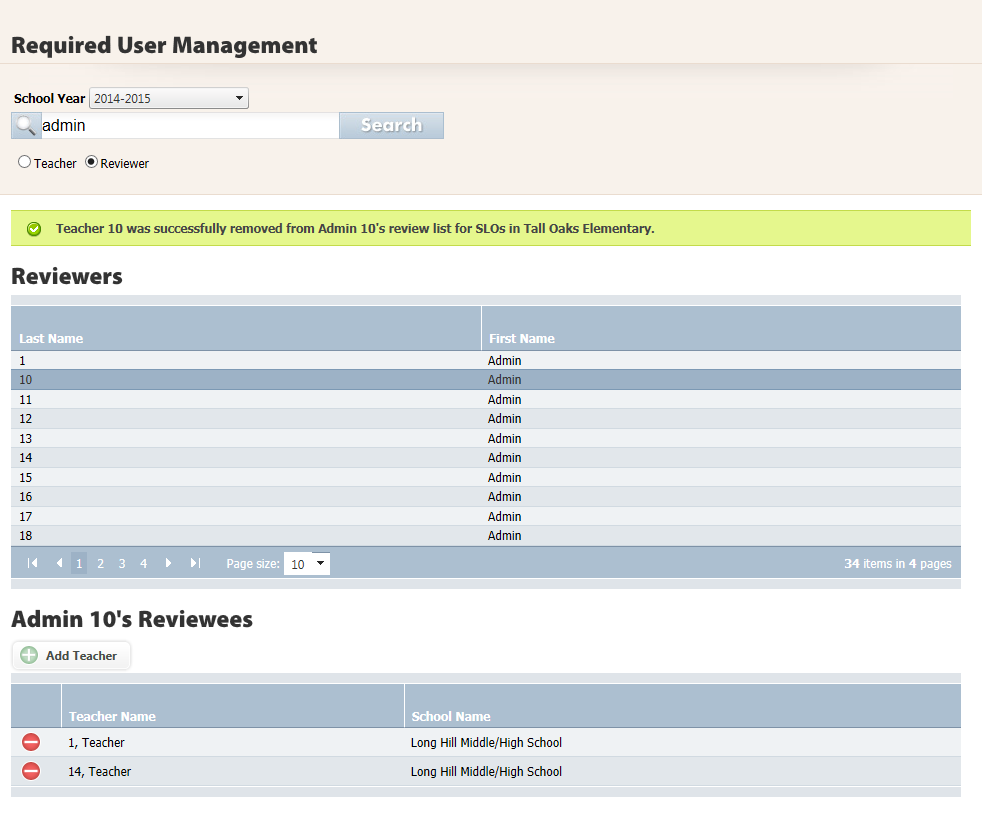 Required User Management
School Year 2014-2015
admin Search
Teacher Reviewer
Teacher 10 was successfully removed from Admin 10's review list for SLOs in Tall Oaks Elementary.
Reviewers
Last Name First Name
1 Admin
10 Admin
11 Admin
12 Admin
13 Admin
14 Admin
15 Admin
16 Admin
17 Admin
18 Admin
1 2 3 4 Page size: 10 34 items in 4 pages
Admin 10's Reviewees
Add Teacher
Teacher Name School Name
1, Teacher Long Hill Middle/High School
14, Teacher Long Hill Middle/High School